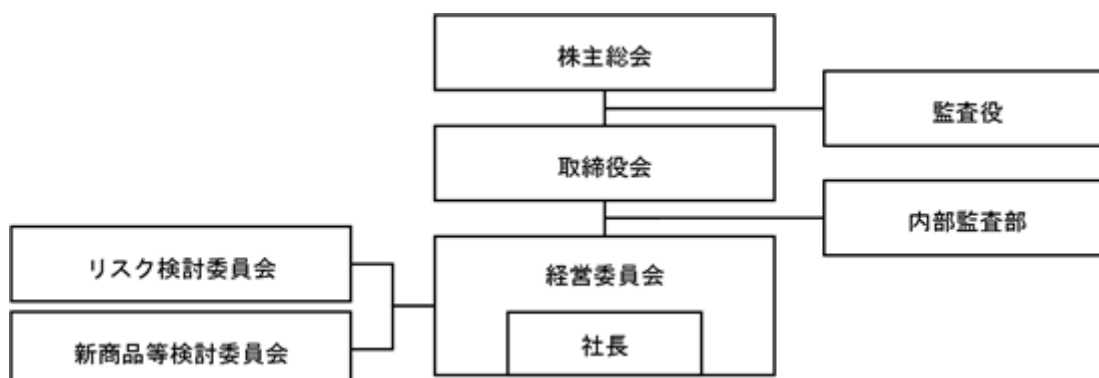 株主総会
監査役
取締役会
内部監査部
リスク検討委員会
経営委員会
新商品等検討委員会
社長